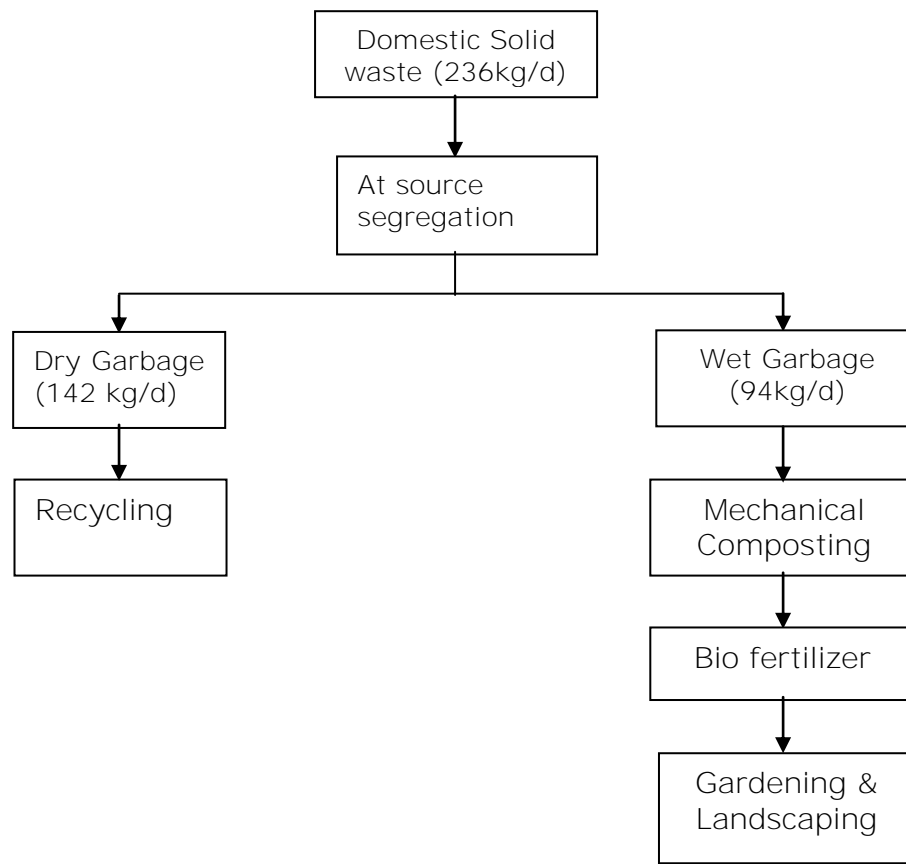 Domestic Solid
waste (236kg/d)
At source
segregation
Dry Garbage
(142 kg/d)
Wet Garbage
(94kg/d)
Recycling
Mechanical
Composting
Bio fertilizer
Gardening &
Landscaping